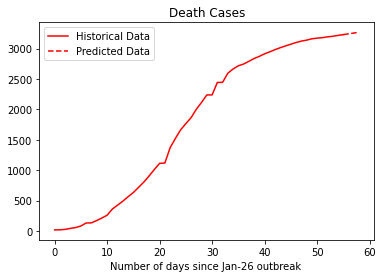 Death Cases
Historical Data
Predicted Data
3000
2500
2000
1500
1000
500
0
0 10 20 30 40 50 60
Number of days since Jan-26 outbreak